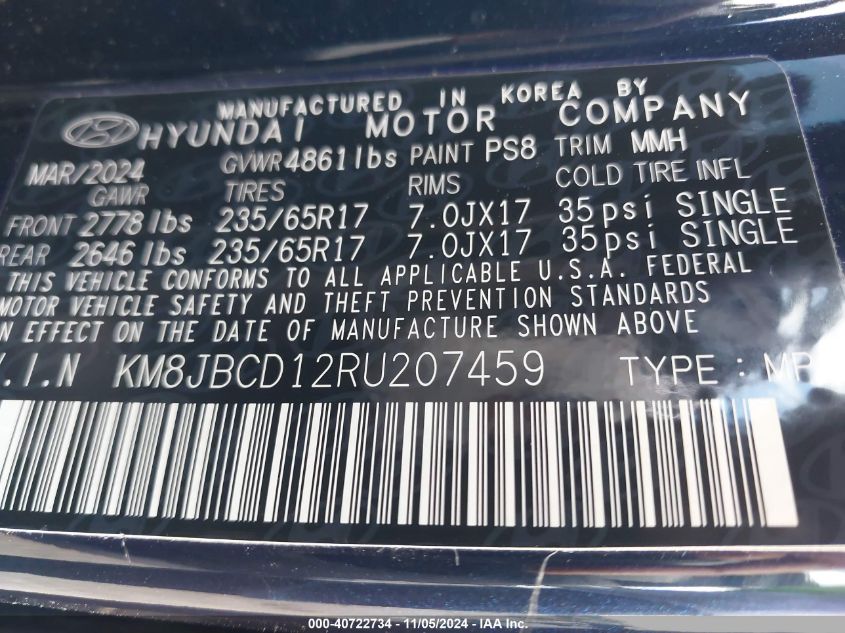 MANUFACTURED IN KOREA BY
HYUNDAI MOTOR COMPANY
MAR/2024 GVWR 4861lbs PAINT PS8 TRIM MMH
GAWR TIRES RIMS COLD TIRE INFL
FRONT 2778 lbs 235/65R17 7.0JX17 35psi SINGLE
REAR 2646 lbs 235/65R17 7.0JX17 35psi SINGLE
THIS VEHICLE CONFORMS TO ALL APPLICABLE U.S.A. FEDERAL
MOTOR VEHICLE SAFETY AND THEFT PREVENTION STANDARDS
IN EFFECT ON THE DATE OF MANUFACTURE SHOWN ABOVE
V.I.N KM8JBCD12RU207459 TYPE : MP
000-40722734 - 11/05/2024 - IAA Inc.